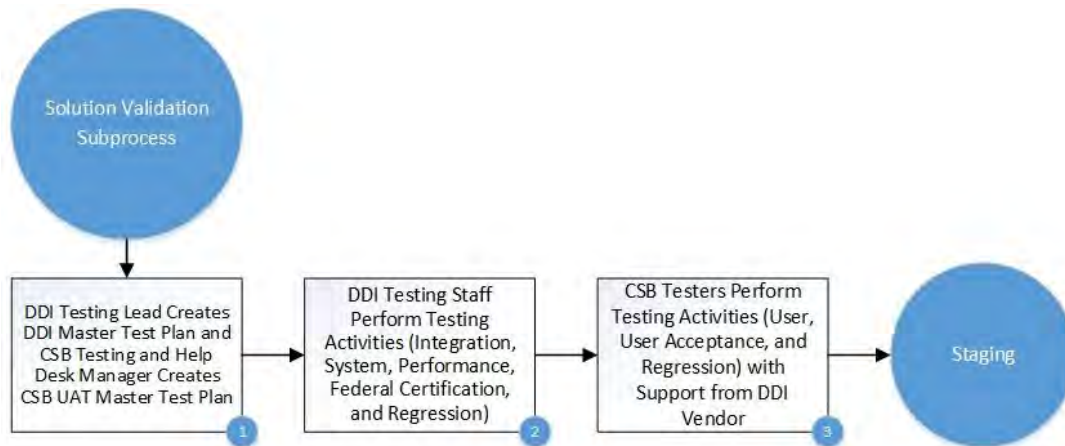 Solution Validation
Subprocess
DDI Testing Lead Creates
DDI Master Test Plan and
CSB Testing and Help
Desk Manager Creates
CSB UAT Master Test Plan
1
DDI Testing Staff
Perform Testing
Activities (Integration,
System, Performance,
Federal Certification,
and Regression)
2
CSB Testers Perform
Testing Activities (User,
User Acceptance, and
Regression) with
Support from DDI
Vendor
3
Staging